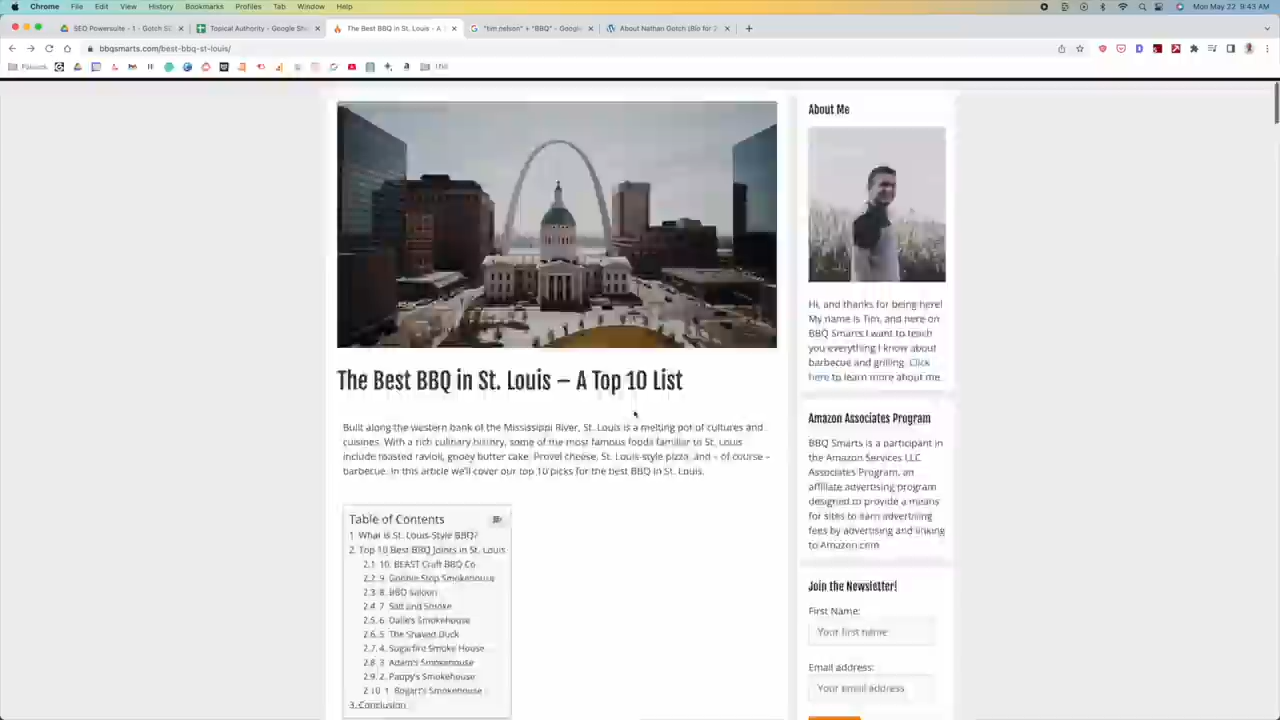 Chrome File Edit View History Bookmarks Profiles Tab Window Help
Mon May 22 9:43 AM
SEO Powersuite - 1 - Gotch SE
Topical Authority - Google She
The Best BBQ in St. Louis - A T
"tim nelson" + "BBQ" - Google
About Nathan Gotch (Bio for 2
bbqsmarts.com/best-bbq-st-louis/
The Best BBQ in St. Louis – A Top 10 List
Built along the western bank of the Mississippi River, St. Louis is a melting pot of cultures and
cuisines. With a rich culinary history, some of the most famous foods familiar to St. Louis
include toasted ravioli, gooey butter cake, Provel cheese, St. Louis-style pizza, and – of course –
barbecue. In this article we'll cover our top 10 picks for the best BBQ in St. Louis.
Table of Contents
1 What is St. Louis-Style BBQ?
2 Top 10 Best BBQ Joints in St. Louis
2.1 10. BEAST Craft BBQ Co
2.2 9. Goobie Stop Smokehouse
2.3 8. BBQ Saloon
2.4 7. Salt and Smoke
2.5 6. Dalie's Smokehouse
2.6 5. The Shaved Duck
2.7 4. Sugarfire Smoke House
2.8 3. Adam's Smokehouse
2.9 2. Pappy's Smokehouse
2.10 1. Bogart's Smokehouse
3 Conclusion
About Me
Hi, and thanks for being here!
My name is Tim, and here on
BBQ Smarts I want to teach
you everything I know about
barbecue and grilling. Click
here to learn more about me.
Amazon Associates Program
BBQ Smarts is a participant in
the Amazon Services LLC
Associates Program, an
affiliate advertising program
designed to provide a means
for sites to earn advertising
fees by advertising and linking
to Amazon.com
Join the Newsletter!
First Name:
Your first name
Email address:
Your email address